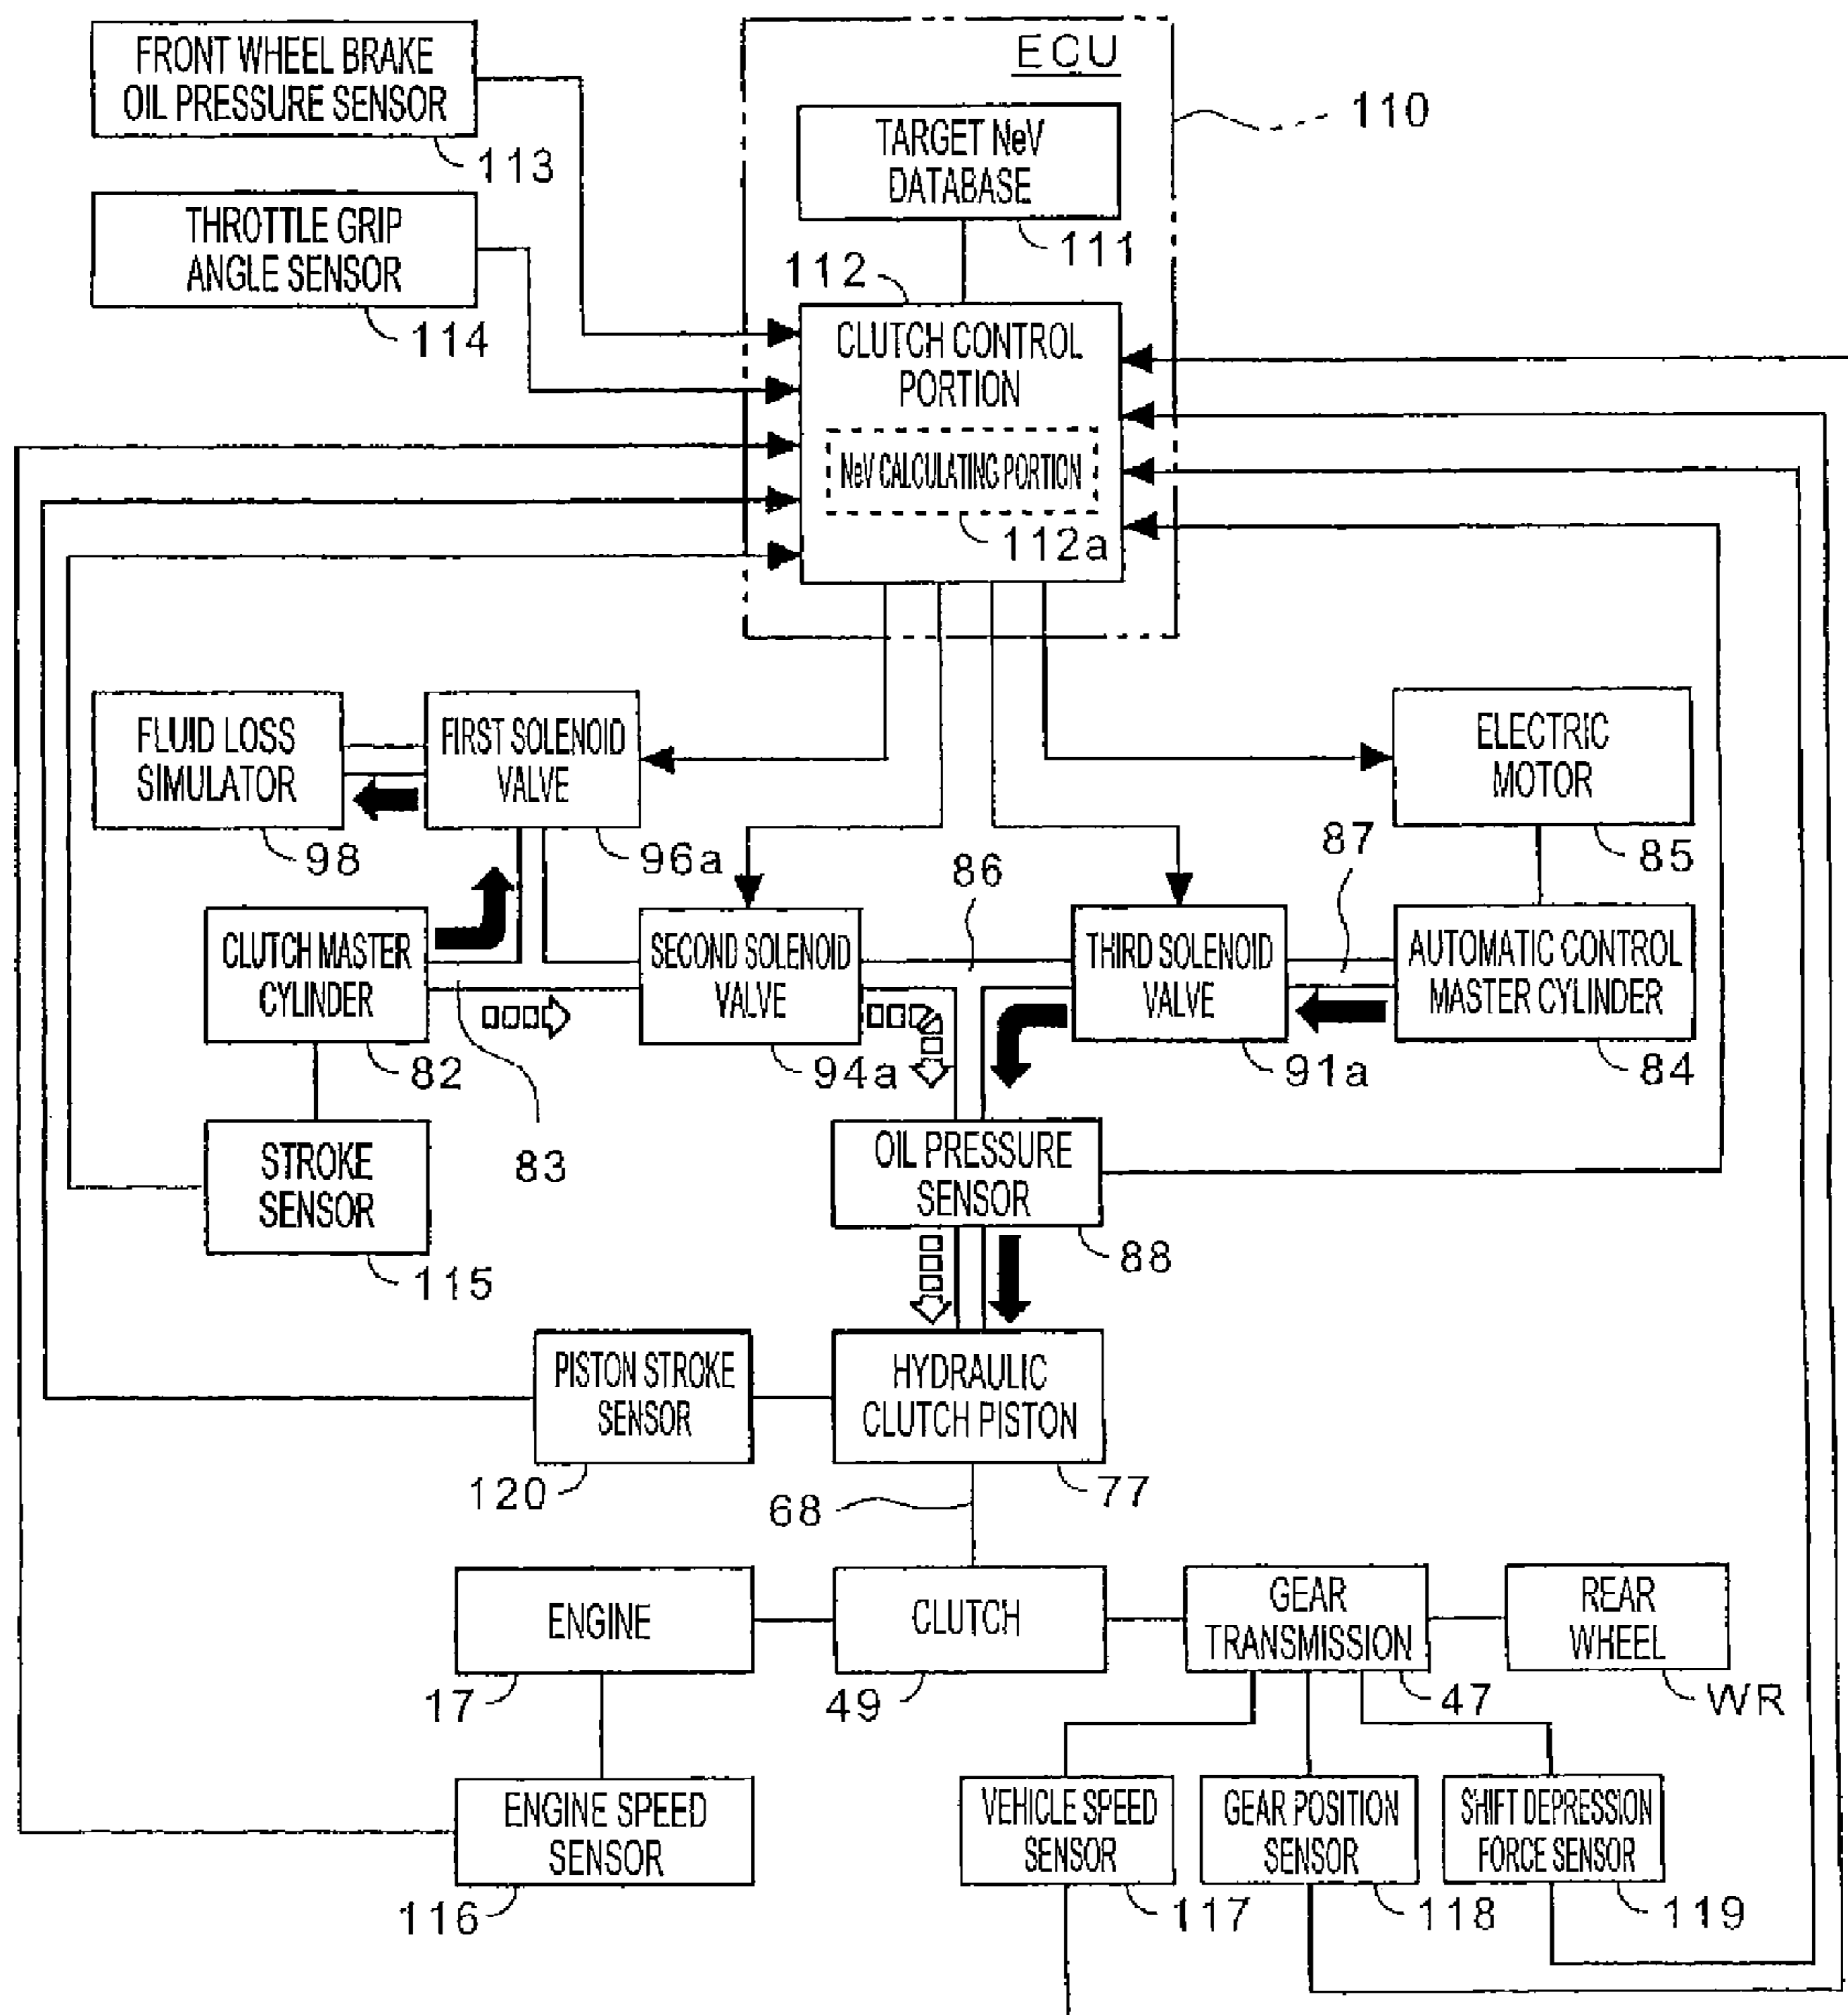 FRONT WHEEL BRAKE
OIL PRESSURE SENSOR
113
THROTTLE GRIP
ANGLE SENSOR
114
ECU
110
TARGET NeV
DATABASE
111
112
CLUTCH CONTROL
PORTION
NeV CALCULATING PORTION
112a
FLUID LOSS
SIMULATOR
98
FIRST SOLENOID
VALVE
96a
ELECTRIC
MOTOR
85
CLUTCH MASTER
CYLINDER
82
83
SECOND SOLENOID
VALVE
94a
86
THIRD SOLENOID
VALVE
91a
87
AUTOMATIC CONTROL
MASTER CYLINDER
84
STROKE
SENSOR
115
OIL PRESSURE
SENSOR
88
PISTON STROKE
SENSOR
120
HYDRAULIC
CLUTCH PISTON
77
68
ENGINE
17
CLUTCH
49
GEAR
TRANSMISSION
47
REAR
WHEEL
WR
ENGINE SPEED
SENSOR
116
VEHICLE SPEED
SENSOR
117
GEAR POSITION
SENSOR
118
SHIFT DEPRESSION
FORCE SENSOR
119